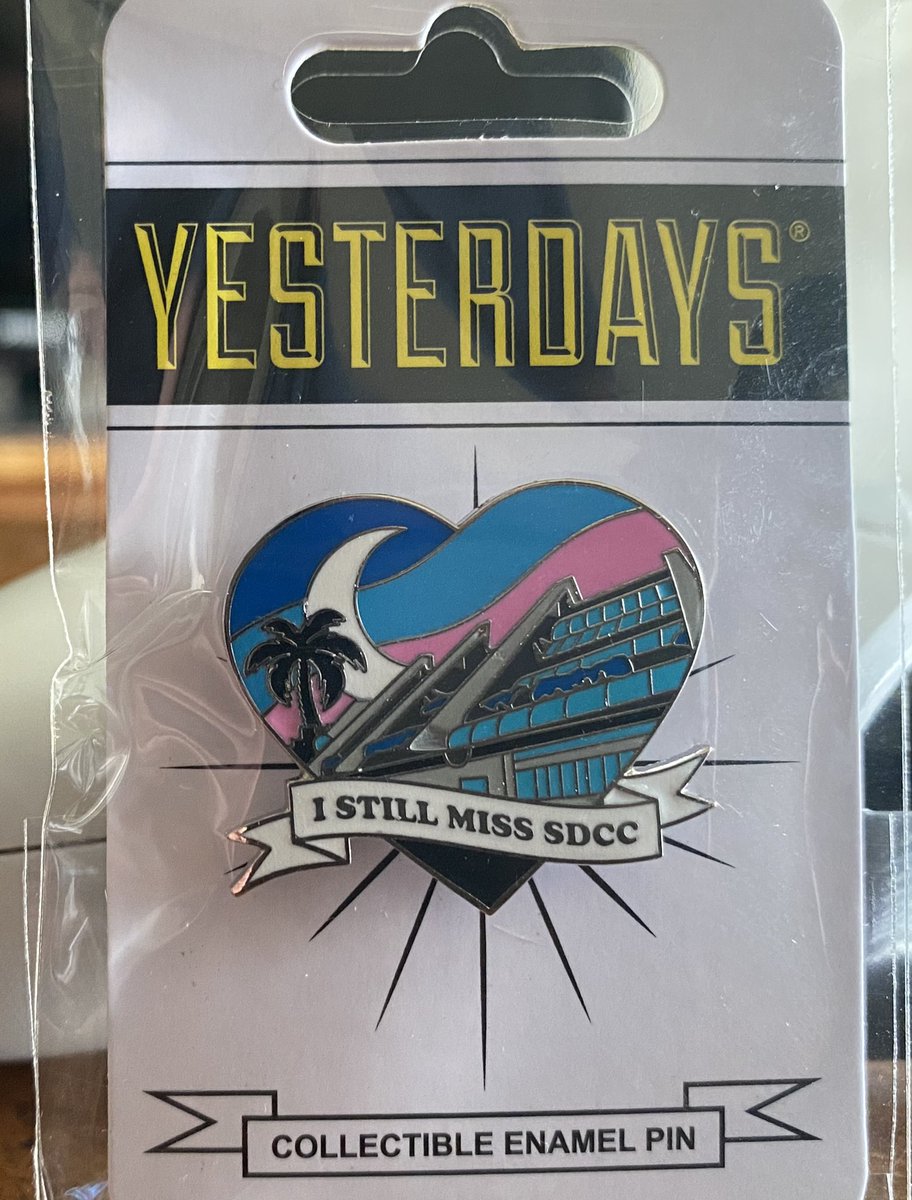 YESTERDAYS®
I STILL MISS SDCC
COLLECTIBLE ENAMEL PIN